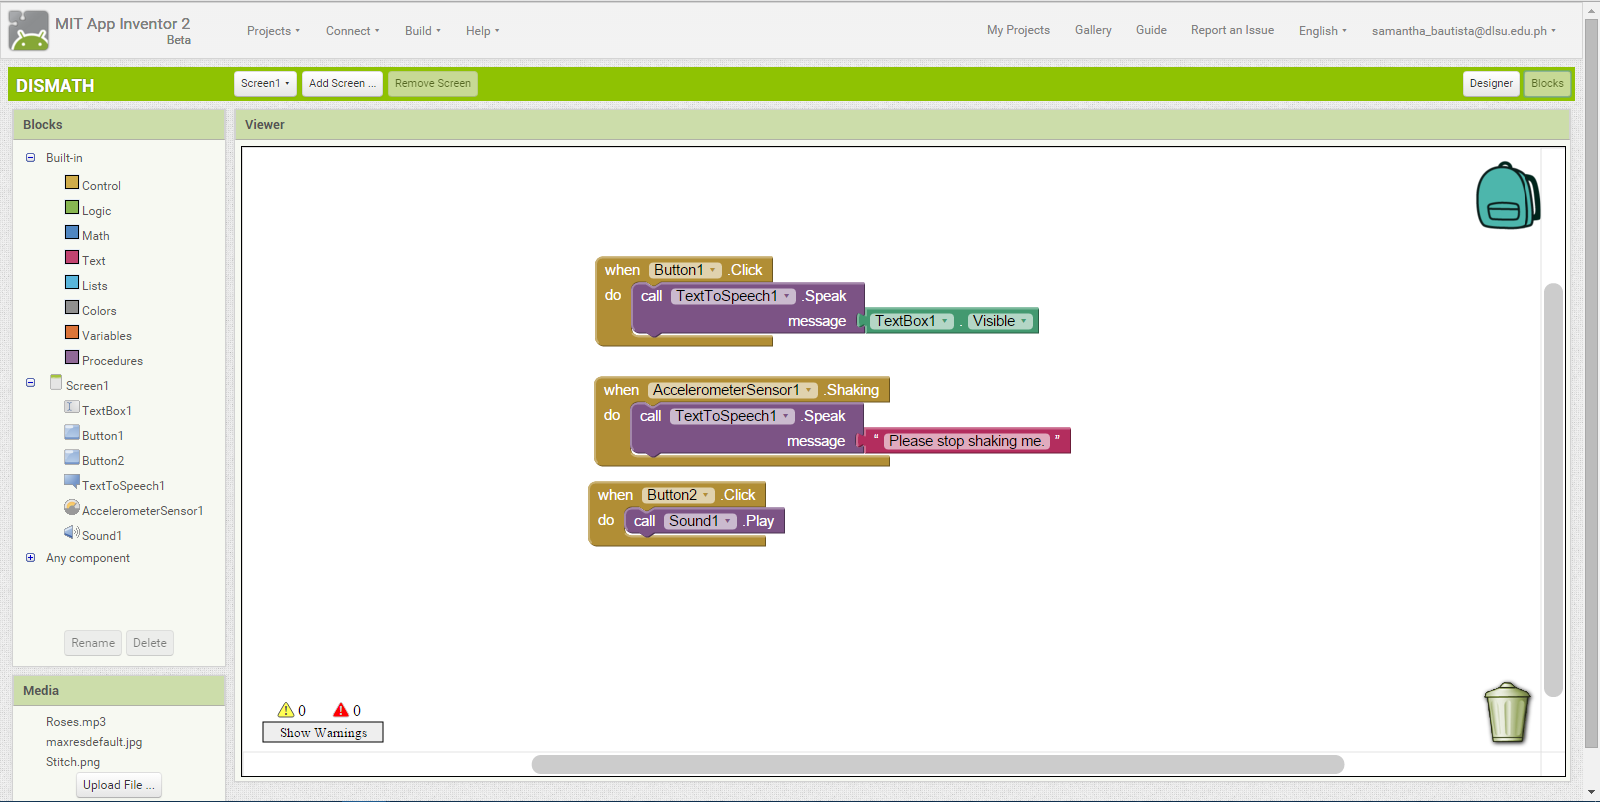 MIT App Inventor 2
Beta
Projects Connect Build Help
My Projects Gallery Guide Report an Issue English samantha_bautista@dlsu.edu.ph
DISMATH
Screen1 Add Screen ... Remove Screen
Designer Blocks
Blocks
Built-in
Control
Logic
Math
Text
Lists
Colors
Variables
Procedures
Screen1
TextBox1
Button1
Button2
TextToSpeech1
AccelerometerSensor1
Sound1
Any component
Rename Delete
Media
Roses.mp3
maxresdefault.jpg
Stitch.png
Upload File ...
Viewer
when Button1 .Click
do call TextToSpeech1 .Speak
message TextBox1 . Visible
when AccelerometerSensor1 .Shaking
do call TextToSpeech1 .Speak
message “ Please stop shaking me. ”
when Button2 .Click
do call Sound1 .Play
0 0
Show Warnings